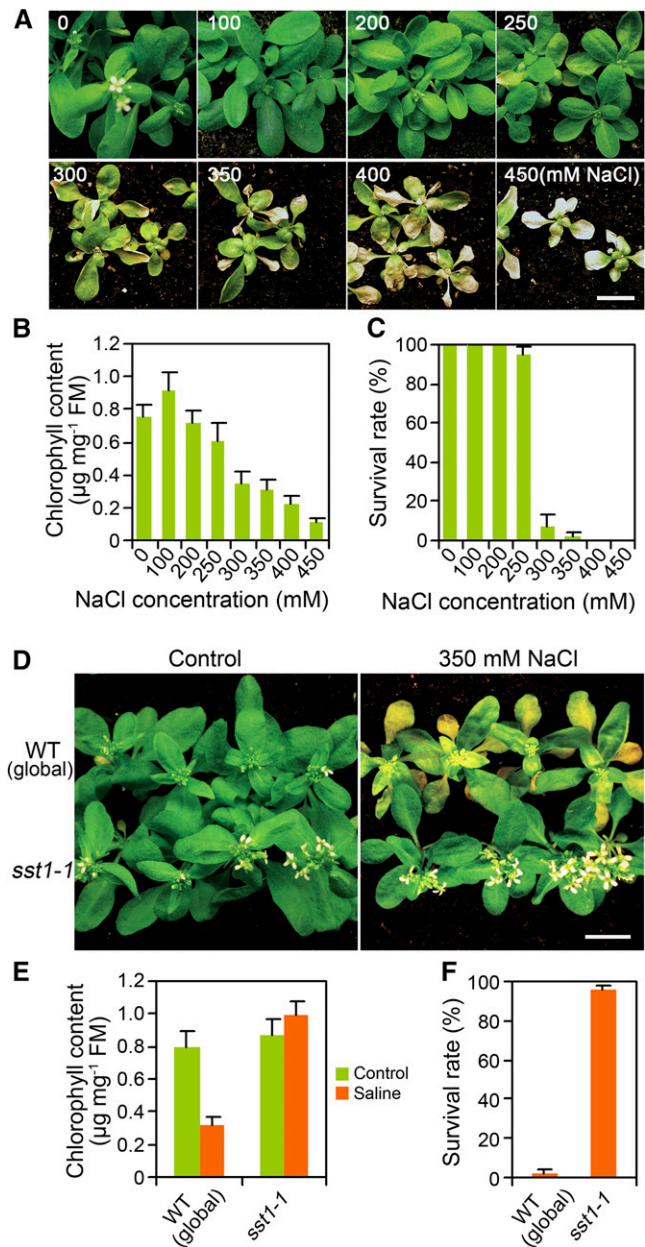 A
0
100
200
250
300
350
400
450(mM NaCl)
B
Chlorophyll content
(µg mg⁻¹ FM)
1.2
1.0
0.8
0.6
0.4
0.2
0
0
100
200
250
300
350
400
450
NaCl concentration (mM)
C
Survival rate (%)
100
80
60
40
20
0
0
100
200
250
300
350
400
450
NaCl concentration (mM)
D
Control
350 mM NaCl
WT
(global)
sst1-1
E
Chlorophyll content
(µg mg⁻¹ FM)
1.2
1.0
0.8
0.6
0.4
0.2
WT
(global)
sst1-1
Control
Saline
F
Survival rate (%)
100
80
60
40
20
0
WT
(global)
sst1-1